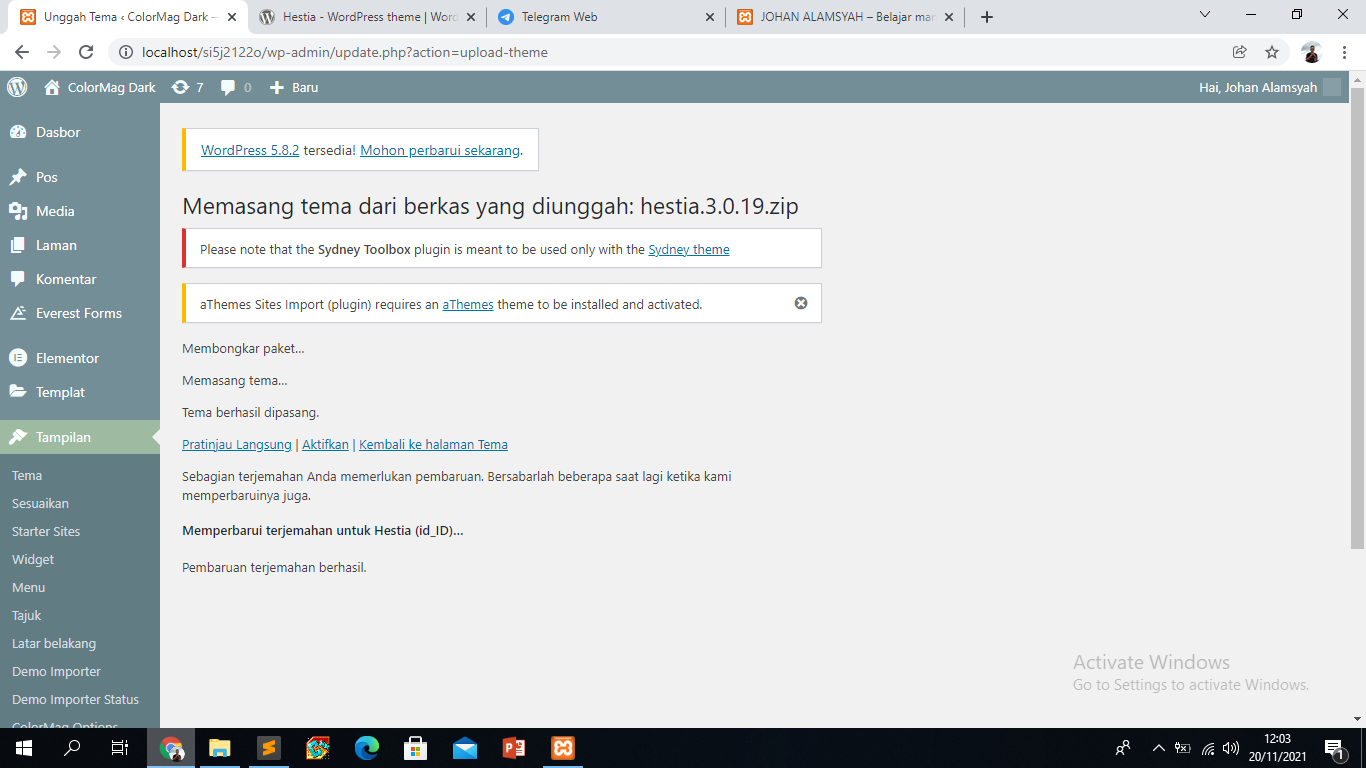 Unggah Tema ‹ ColorMag Dark –
Hestia - WordPress theme | Word
Telegram Web
JOHAN ALAMSYAH – Belajar mar
localhost/si5j2122o/wp-admin/update.php?action=upload-theme
ColorMag Dark
7
0
Baru
Hai, Johan Alamsyah
Dasbor
Pos
Media
Laman
Komentar
Everest Forms
Elementor
Templat
Tampilan
Tema
Sesuaikan
Starter Sites
Widget
Menu
Tajuk
Latar belakang
Demo Importer
Demo Importer Status
ColorMag Options
WordPress 5.8.2 tersedia! Mohon perbarui sekarang.
Memasang tema dari berkas yang diunggah: hestia.3.0.19.zip
Please note that the Sydney Toolbox plugin is meant to be used only with the Sydney theme
aThemes Sites Import (plugin) requires an aThemes theme to be installed and activated.
Membongkar paket…
Memasang tema…
Tema berhasil dipasang.
Pratinjau Langsung | Aktifkan | Kembali ke halaman Tema
Sebagian terjemahan Anda memerlukan pembaruan. Bersabarlah beberapa saat lagi ketika kami
memperbaruinya juga.
Memperbarui terjemahan untuk Hestia (id_ID)…
Pembaruan terjemahan berhasil.
Activate Windows
Go to Settings to activate Windows.
12:03
20/11/2021
1